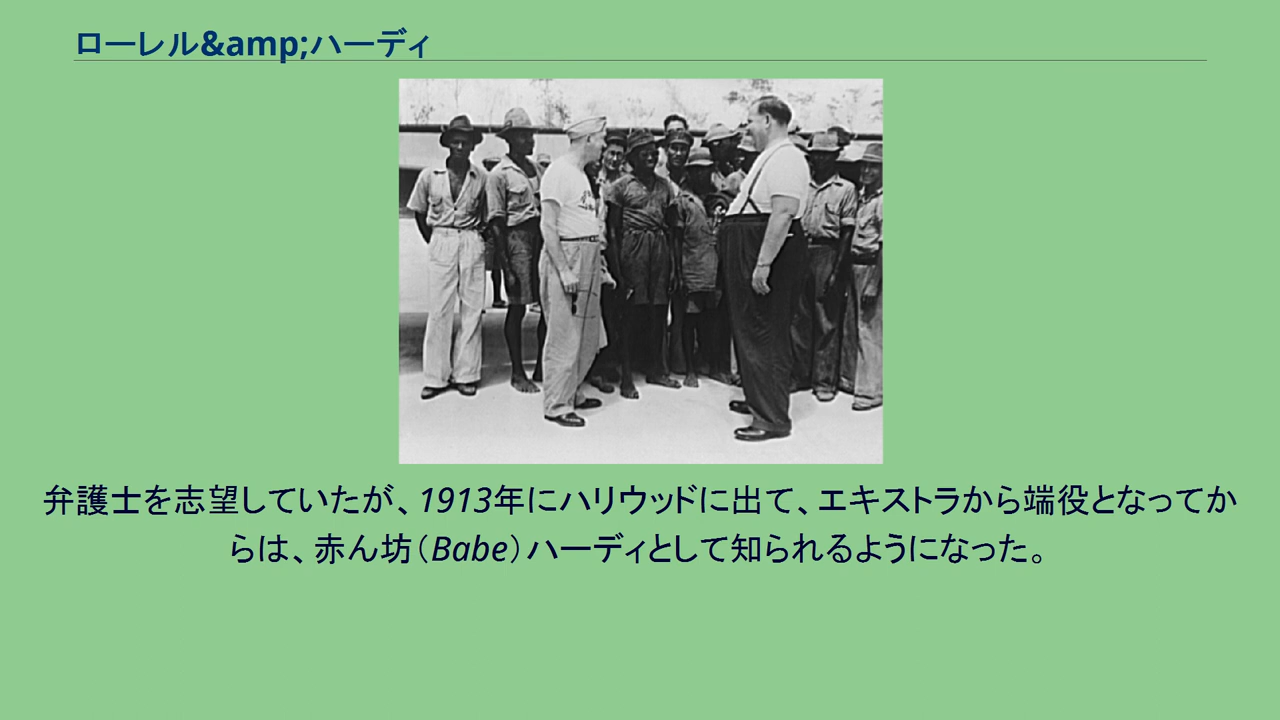 ローレル&amp;ハーディ
弁護士を志望していたが、1913年にハリウッドに出て、エキストラから端役となってか
らは、赤ん坊（Babe）ハーディとして知られるようになった。